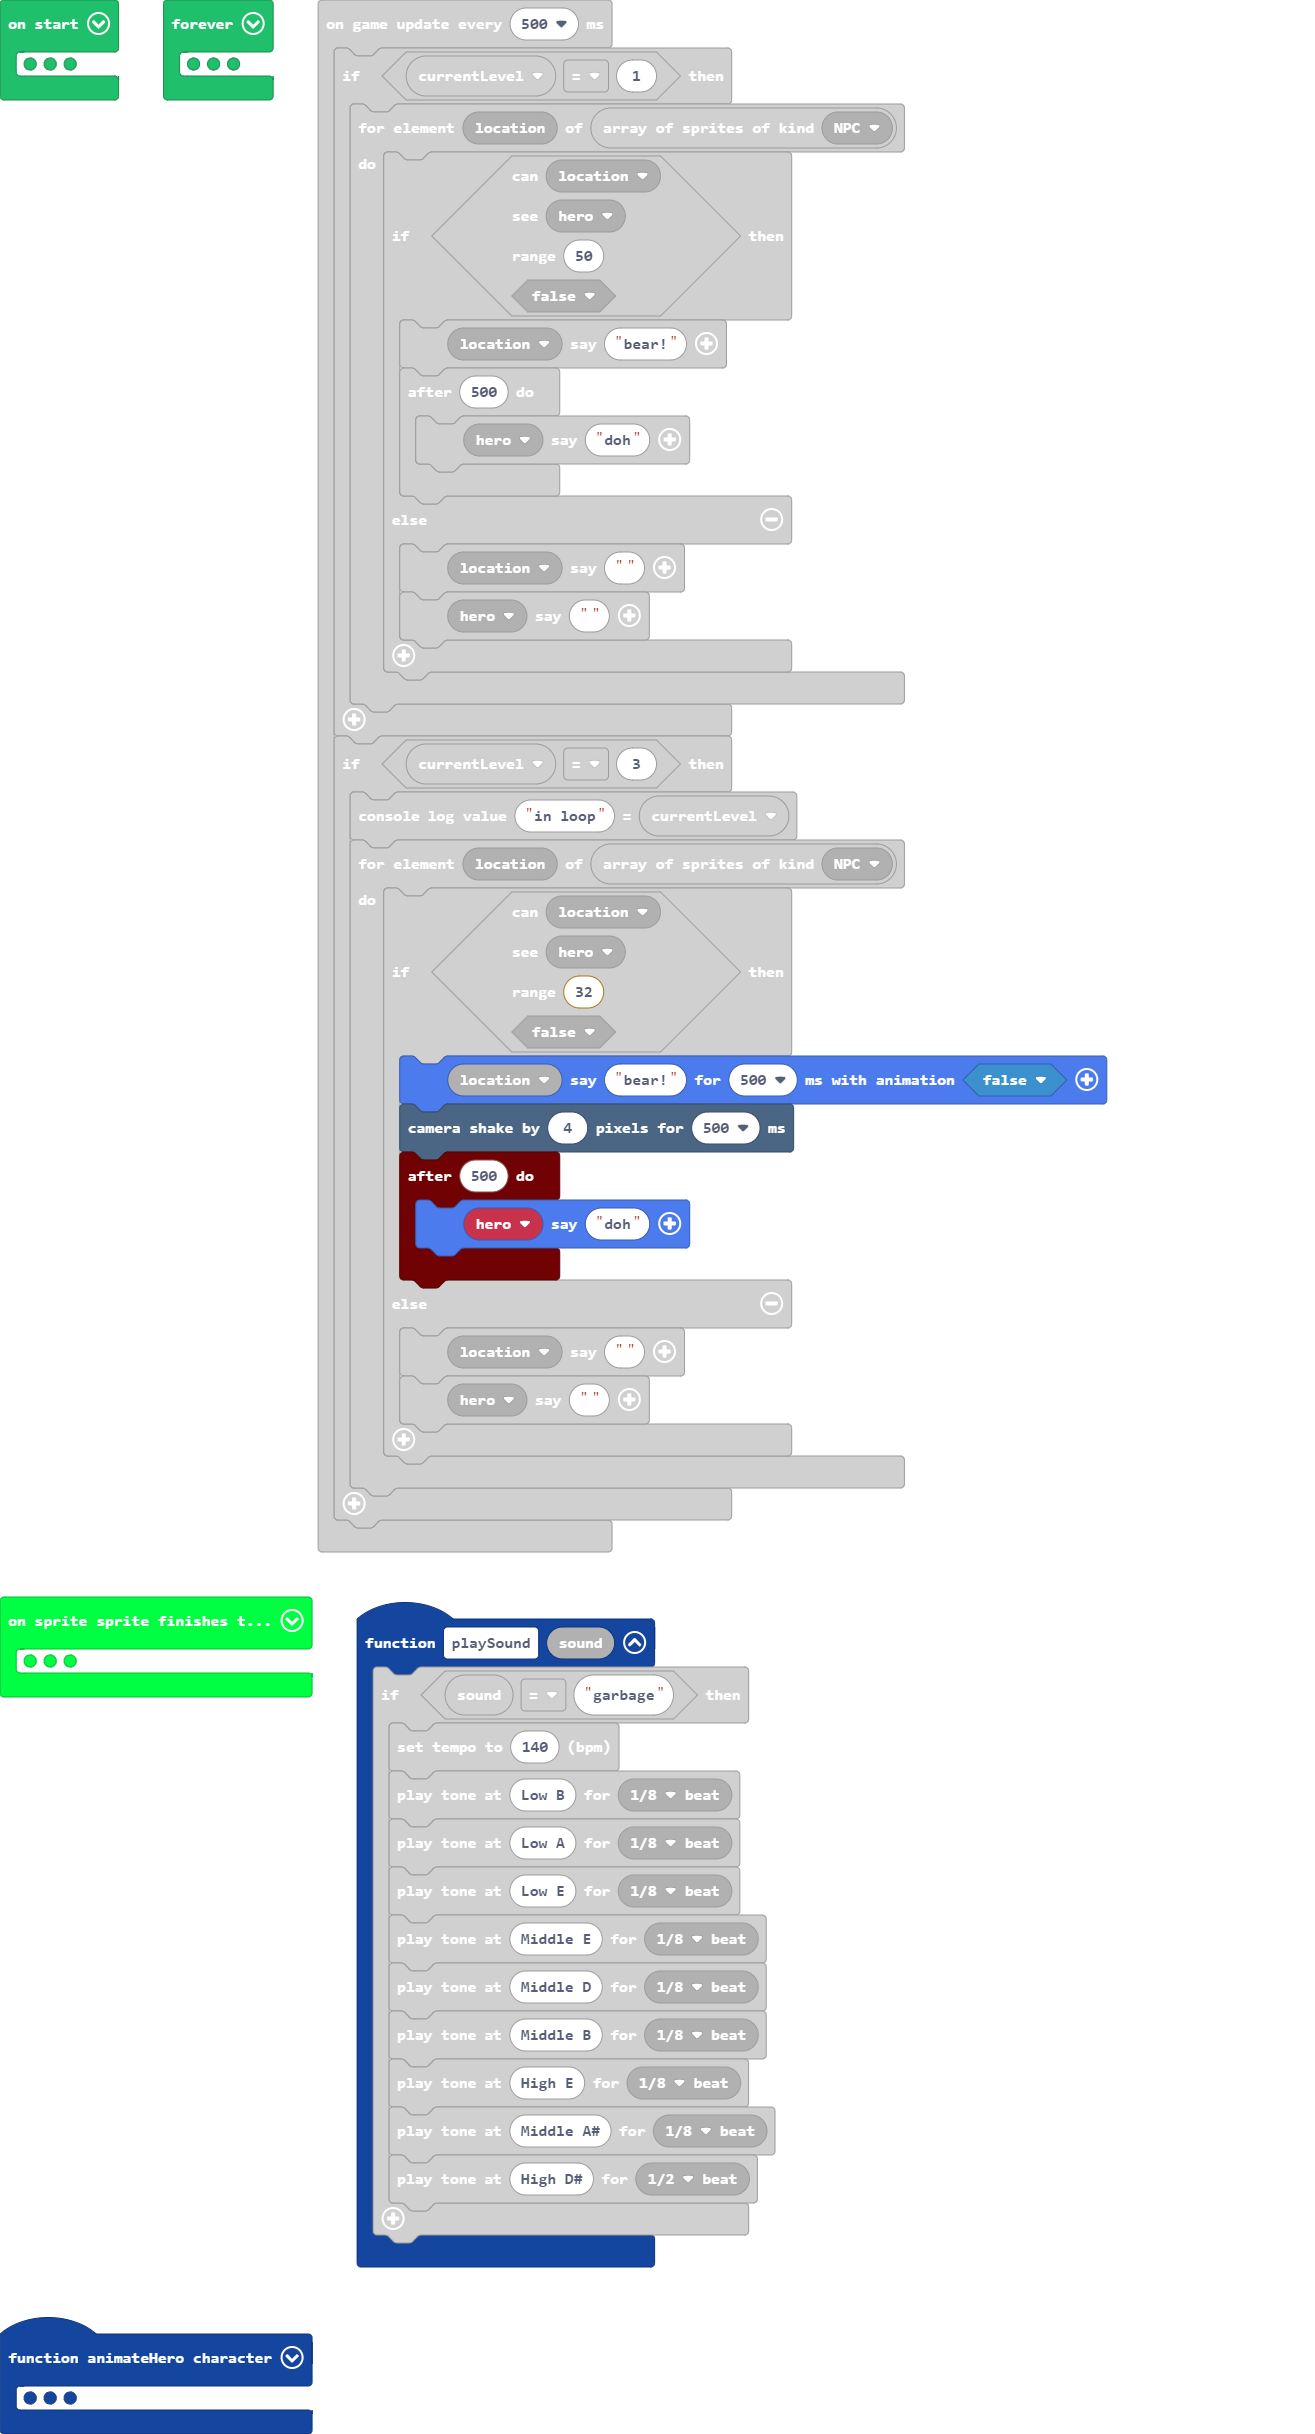 on start
forever
on game update every 500 ms
if currentLevel = 1 then
for element location of array of sprites of kind NPC
do
can location
see hero
if then
range 50
false
location say "bear!"
after 500 do
hero say "doh"
else
location say ""
hero say ""
if currentLevel = 3 then
console log value "in loop" = currentLevel
for element location of array of sprites of kind NPC
do
can location
see hero
if then
range 32
false
location say "bear!" for 500 ms with animation false
camera shake by 4 pixels for 500 ms
after 500 do
hero say "doh"
else
location say ""
hero say ""
on sprite sprite finishes t...
function playSound sound
if sound = "garbage" then
set tempo to 140 (bpm)
play tone at Low B for 1/8 beat
play tone at Low A for 1/8 beat
play tone at Low E for 1/8 beat
play tone at Middle E for 1/8 beat
play tone at Middle D for 1/8 beat
play tone at Middle B for 1/8 beat
play tone at High E for 1/8 beat
play tone at Middle A# for 1/8 beat
play tone at High D# for 1/2 beat
function animateHero character